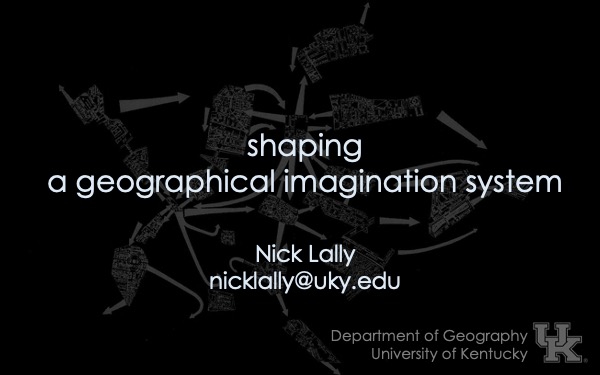 shaping
a geographical imagination system
Nick Lally
nicklally@uky.edu
Department of Geography
University of Kentucky
UK